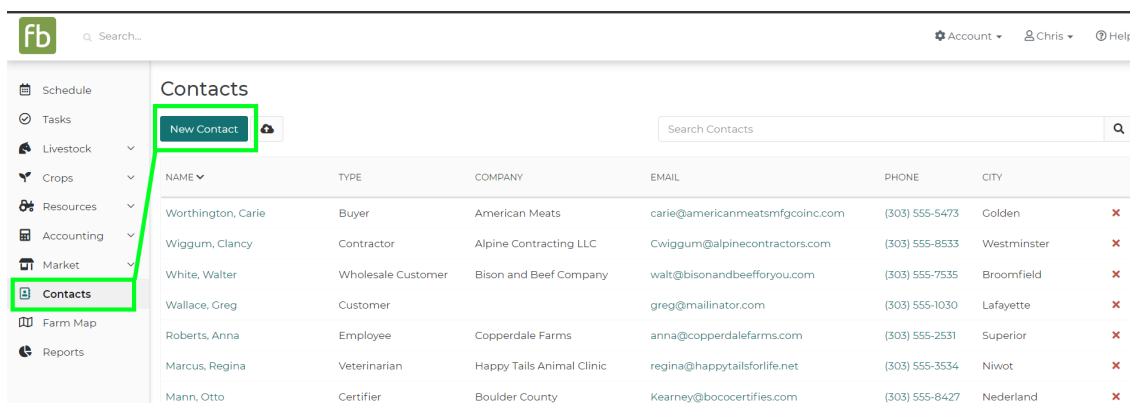 fb Search... Account Chris Help
Schedule
Tasks
Livestock
Crops
Resources
Accounting
Market
Contacts
Farm Map
Reports
Contacts
New Contact Search Contacts
NAME TYPE COMPANY EMAIL PHONE CITY
Worthington, Carie Buyer American Meats carie@americanmeatsmfgcoinc.com (303) 555-5473 Golden
Wiggum, Clancy Contractor Alpine Contracting LLC Cwiggum@alpinecontractors.com (303) 555-8533 Westminster
White, Walter Wholesale Customer Bison and Beef Company walt@bisonandbeefforyou.com (303) 555-7535 Broomfield
Wallace, Greg Customer greg@mailinator.com (303) 555-1030 Lafayette
Roberts, Anna Employee Copperdale Farms anna@copperdalefarms.com (303) 555-2531 Superior
Marcus, Regina Veterinarian Happy Tails Animal Clinic regina@happytailsforlife.net (303) 555-3534 Niwot
Mann, Otto Certifier Boulder County Kearney@bococertifies.com (303) 555-8427 Nederland